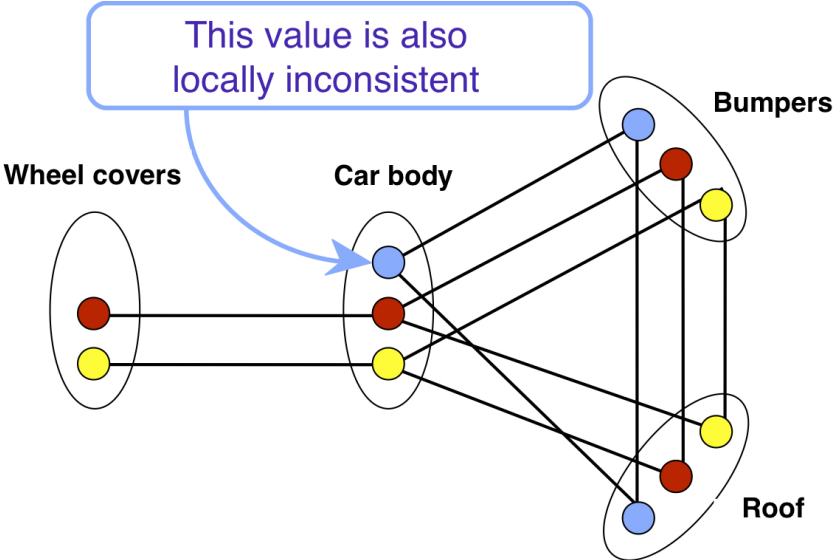 This value is also
locally inconsistent
Bumpers
Wheel covers
Car body
Roof